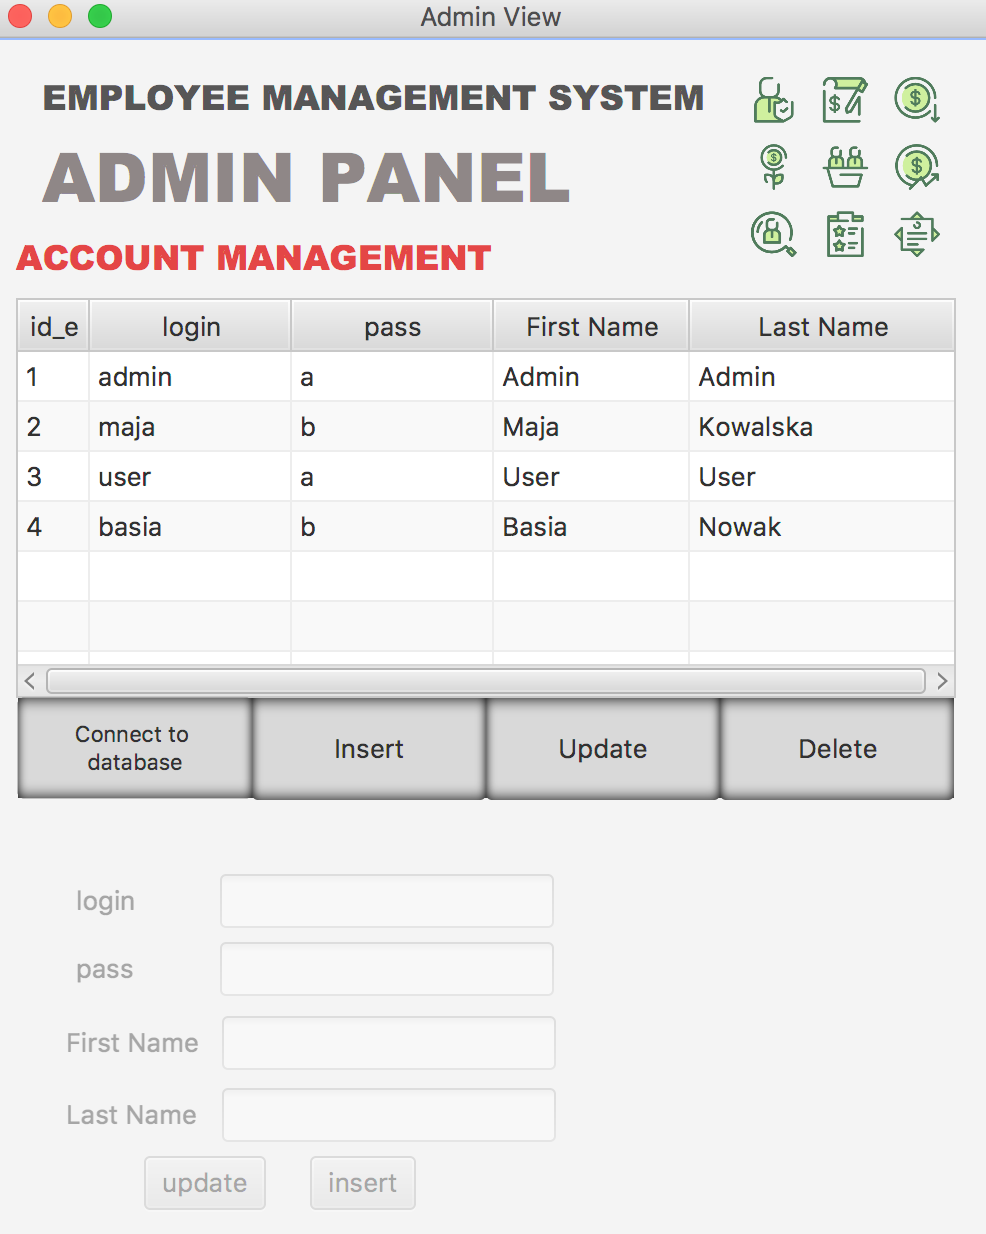 Admin View
EMPLOYEE MANAGEMENT SYSTEM
ADMIN PANEL
ACCOUNT MANAGEMENT
id_e login pass First Name Last Name
1 admin a Admin Admin
2 maja b Maja Kowalska
3 user a User User
4 basia b Basia Nowak
Connect to
database
Insert Update Delete
login
pass
First Name
Last Name
update insert